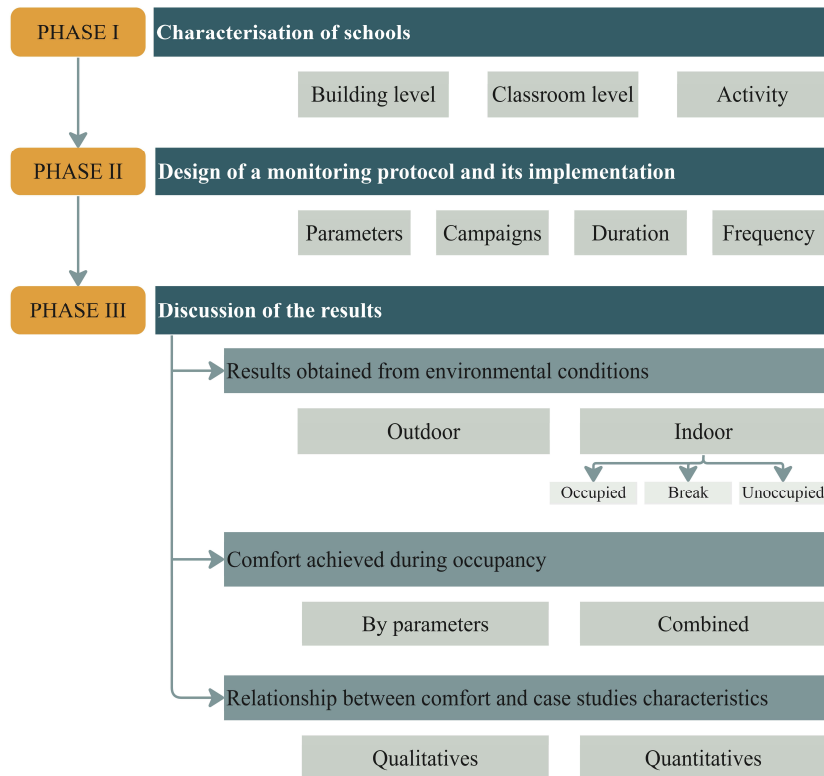 PHASE I
Characterisation of schools
Building level
Classroom level
Activity
PHASE II
Design of a monitoring protocol and its implementation
Parameters
Campaigns
Duration
Frequency
PHASE III
Discussion of the results
Results obtained from environmental conditions
Outdoor
Indoor
Occupied
Break
Unoccupied
Comfort achieved during occupancy
By parameters
Combined
Relationship between comfort and case studies characteristics
Qualitatives
Quantitatives